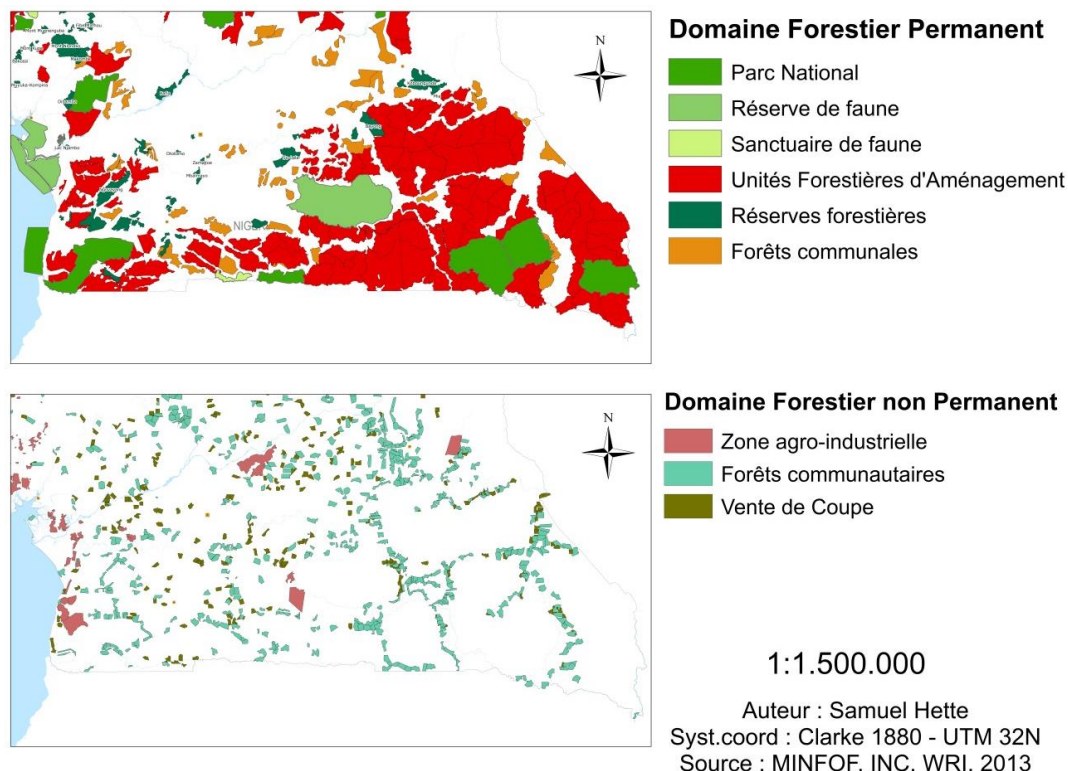 Domaine Forestier Permanent
N
Parc National
Réserve de faune
Sanctuaire de faune
Unités Forestières d'Aménagement
Réserves forestières
Forêts communales
Domaine Forestier non Permanent
N
Zone agro-industrielle
Forêts communautaires
Vente de Coupe
1:1.500.000
Auteur : Samuel Hette
Syst.coord : Clarke 1880 - UTM 32N
Source : MINFOF, INC, WRI, 2013